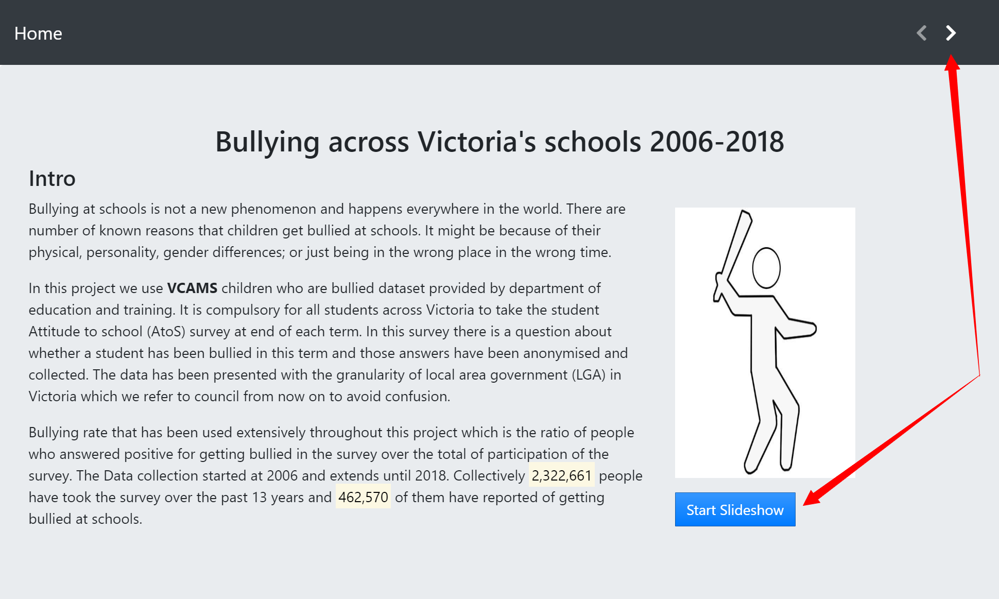 Home
Bullying across Victoria's schools 2006-2018
Intro
Bullying at schools is not a new phenomenon and happens everywhere in the world. There are
number of known reasons that children get bullied at schools. It might be because of their
physical, personality, gender differences; or just being in the wrong place in the wrong time.
In this project we use VCAMS children who are bullied dataset provided by department of
education and training. It is compulsory for all students across Victoria to take the student
Attitude to school (AtoS) survey at end of each term. In this survey there is a question about
whether a student has been bullied in this term and those answers have been anonymised and
collected. The data has been presented with the granularity of local area government (LGA) in
Victoria which we refer to council from now on to avoid confusion.
Bullying rate that has been used extensively throughout this project which is the ratio of people
who answered positive for getting bullied in the survey over the total of participation of the
survey. The Data collection started at 2006 and extends until 2018. Collectively 2,322,661 people
have took the survey over the past 13 years and 462,570 of them have reported of getting
bullied at schools.
Start Slideshow